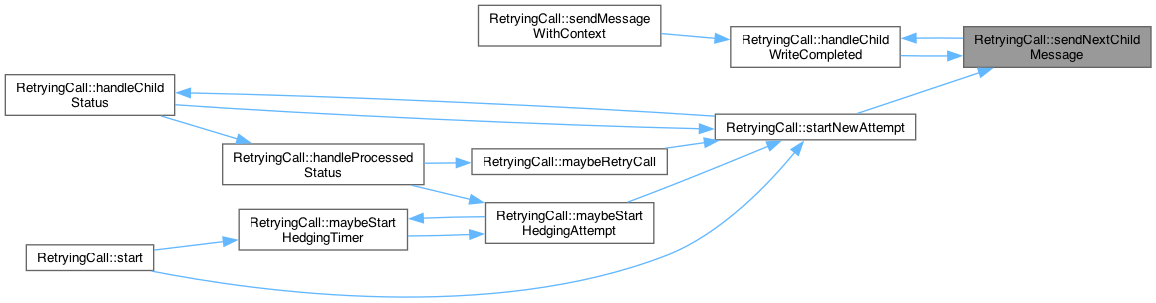 RetryingCall::sendMessage
WithContext
RetryingCall::handleChild
WriteCompleted
RetryingCall::sendNextChild
Message
RetryingCall::handleChild
Status
RetryingCall::startNewAttempt
RetryingCall::handleProcessed
Status
RetryingCall::maybeRetryCall
RetryingCall::maybeStart
HedgingTimer
RetryingCall::maybeStart
HedgingAttempt
RetryingCall::start